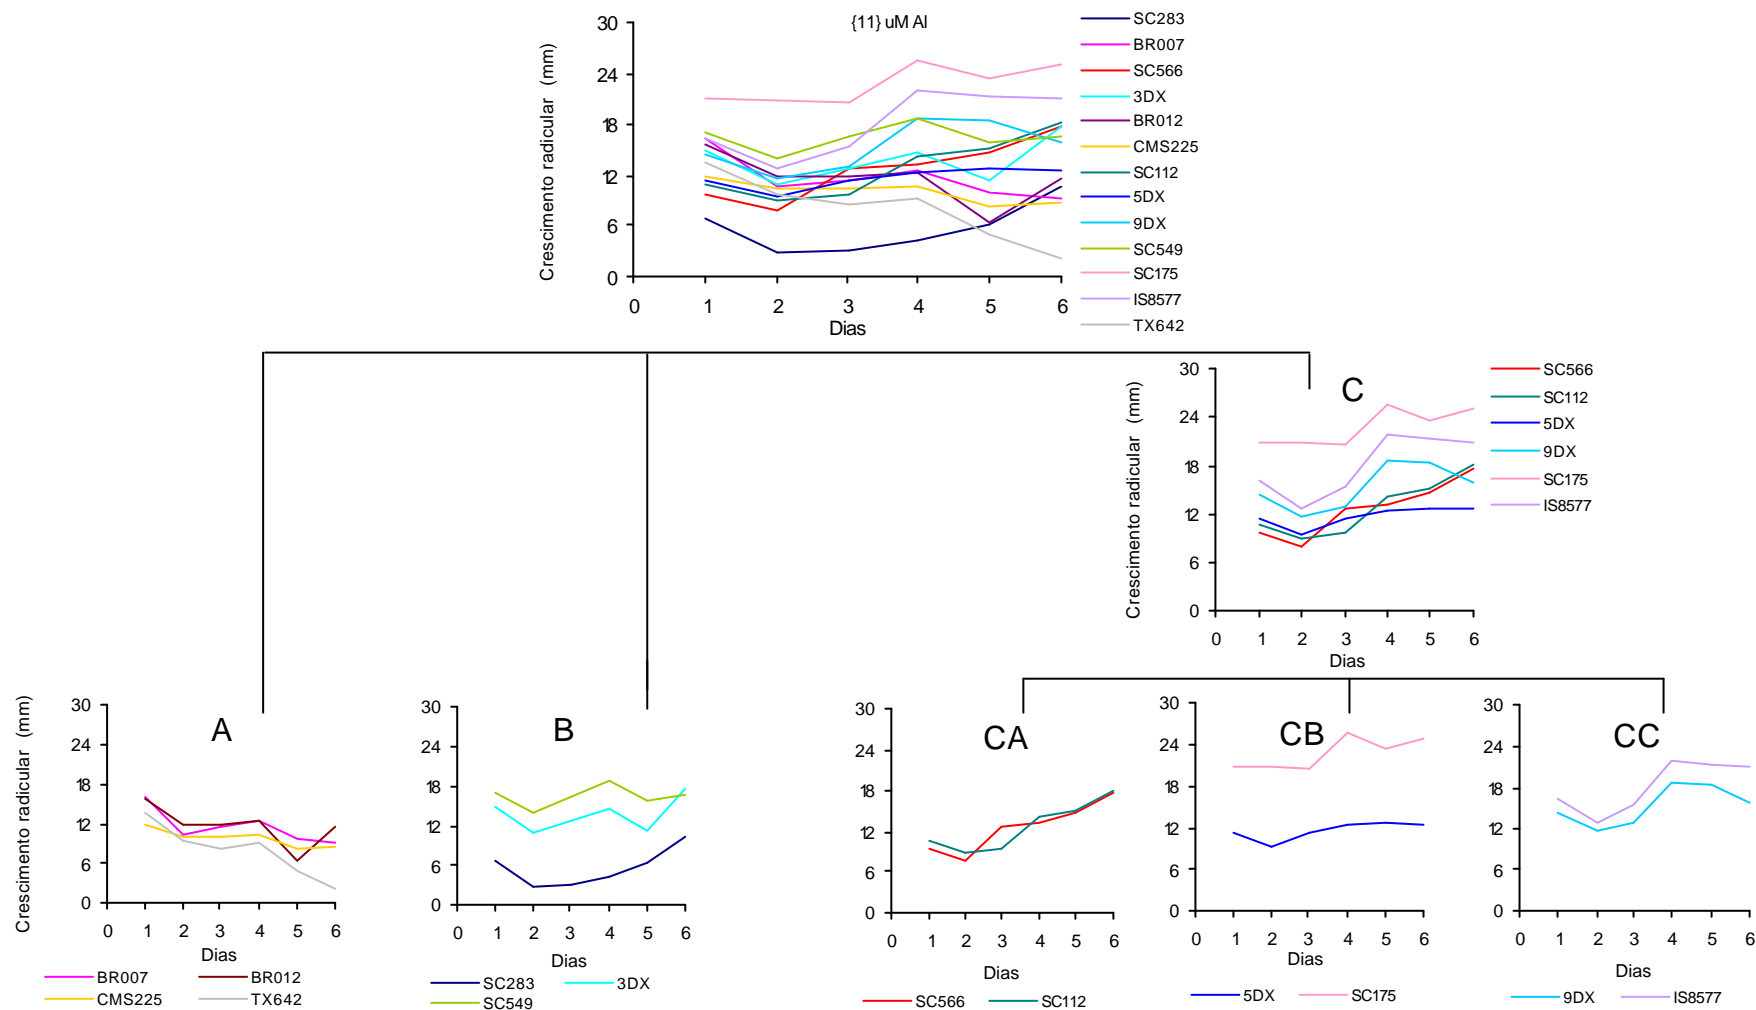 {11} uM Al
Crescimento radicular (mm)
30
24
18
12
6
0
0 1 2 3 4 5 6
Dias
SC283
BR007
SC566
3DX
BR012
CMS225
SC112
5DX
9DX
SC549
SC175
IS8577
TX642
C
Crescimento radicular (mm)
30
24
18
12
6
0
0 1 2 3 4 5 6
Dias
SC566
SC112
5DX
9DX
SC175
IS8577
A
Crescimento radicular (mm)
30
24
18
12
6
0
0 1 2 3 4 5 6
Dias
BR007 BR012
CMS225 TX642
B
30
24
18
12
6
0
0 1 2 3 4 5 6
Dias
SC283 3DX
SC549
CA
30
24
18
12
6
0
0 1 2 3 4 5 6
Dias
SC566 SC112
CB
30
24
18
12
6
0
0 1 2 3 4 5 6
Dias
5DX SC175
CC
30
24
18
12
6
0
0 1 2 3 4 5 6
Dias
9DX IS8577